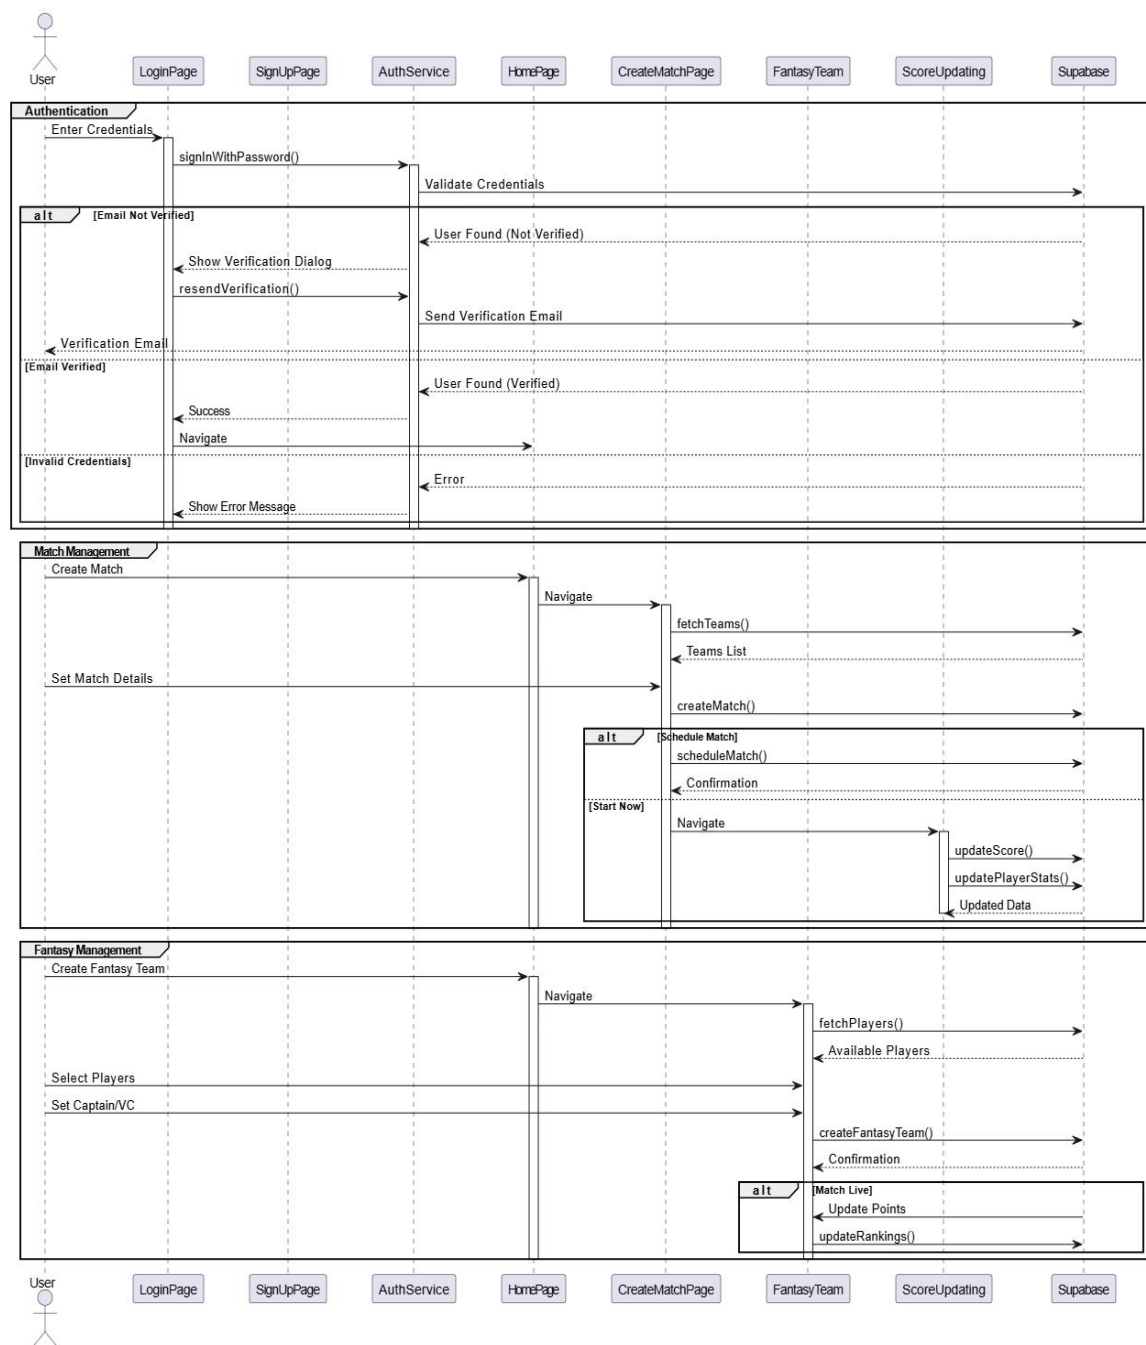 User
LoginPage
SignUpPage
AuthService
HomePage
CreateMatchPage
FantasyTeam
ScoreUpdating
Supabase
Authentication
Enter Credentials
signInWithPassword()
Validate Credentials
alt
[Email Not Verified]
User Found (Not Verified)
Show Verification Dialog
resendVerification()
Send Verification Email
Verification Email
[Email Verified]
User Found (Verified)
Success
Navigate
[Invalid Credentials]
Error
Show Error Message
Match Management
Create Match
Navigate
fetchTeams()
Teams List
Set Match Details
createMatch()
alt
[Schedule Match]
scheduleMatch()
Confirmation
[Start Now]
Navigate
updateScore()
updatePlayerStats()
Updated Data
Fantasy Management
Create Fantasy Team
Navigate
fetchPlayers()
Available Players
Select Players
Set Captain/VC
createFantasyTeam()
Confirmation
alt
[Match Live]
Update Points
updateRankings()
User
LoginPage
SignUpPage
AuthService
HomePage
CreateMatchPage
FantasyTeam
ScoreUpdating
Supabase